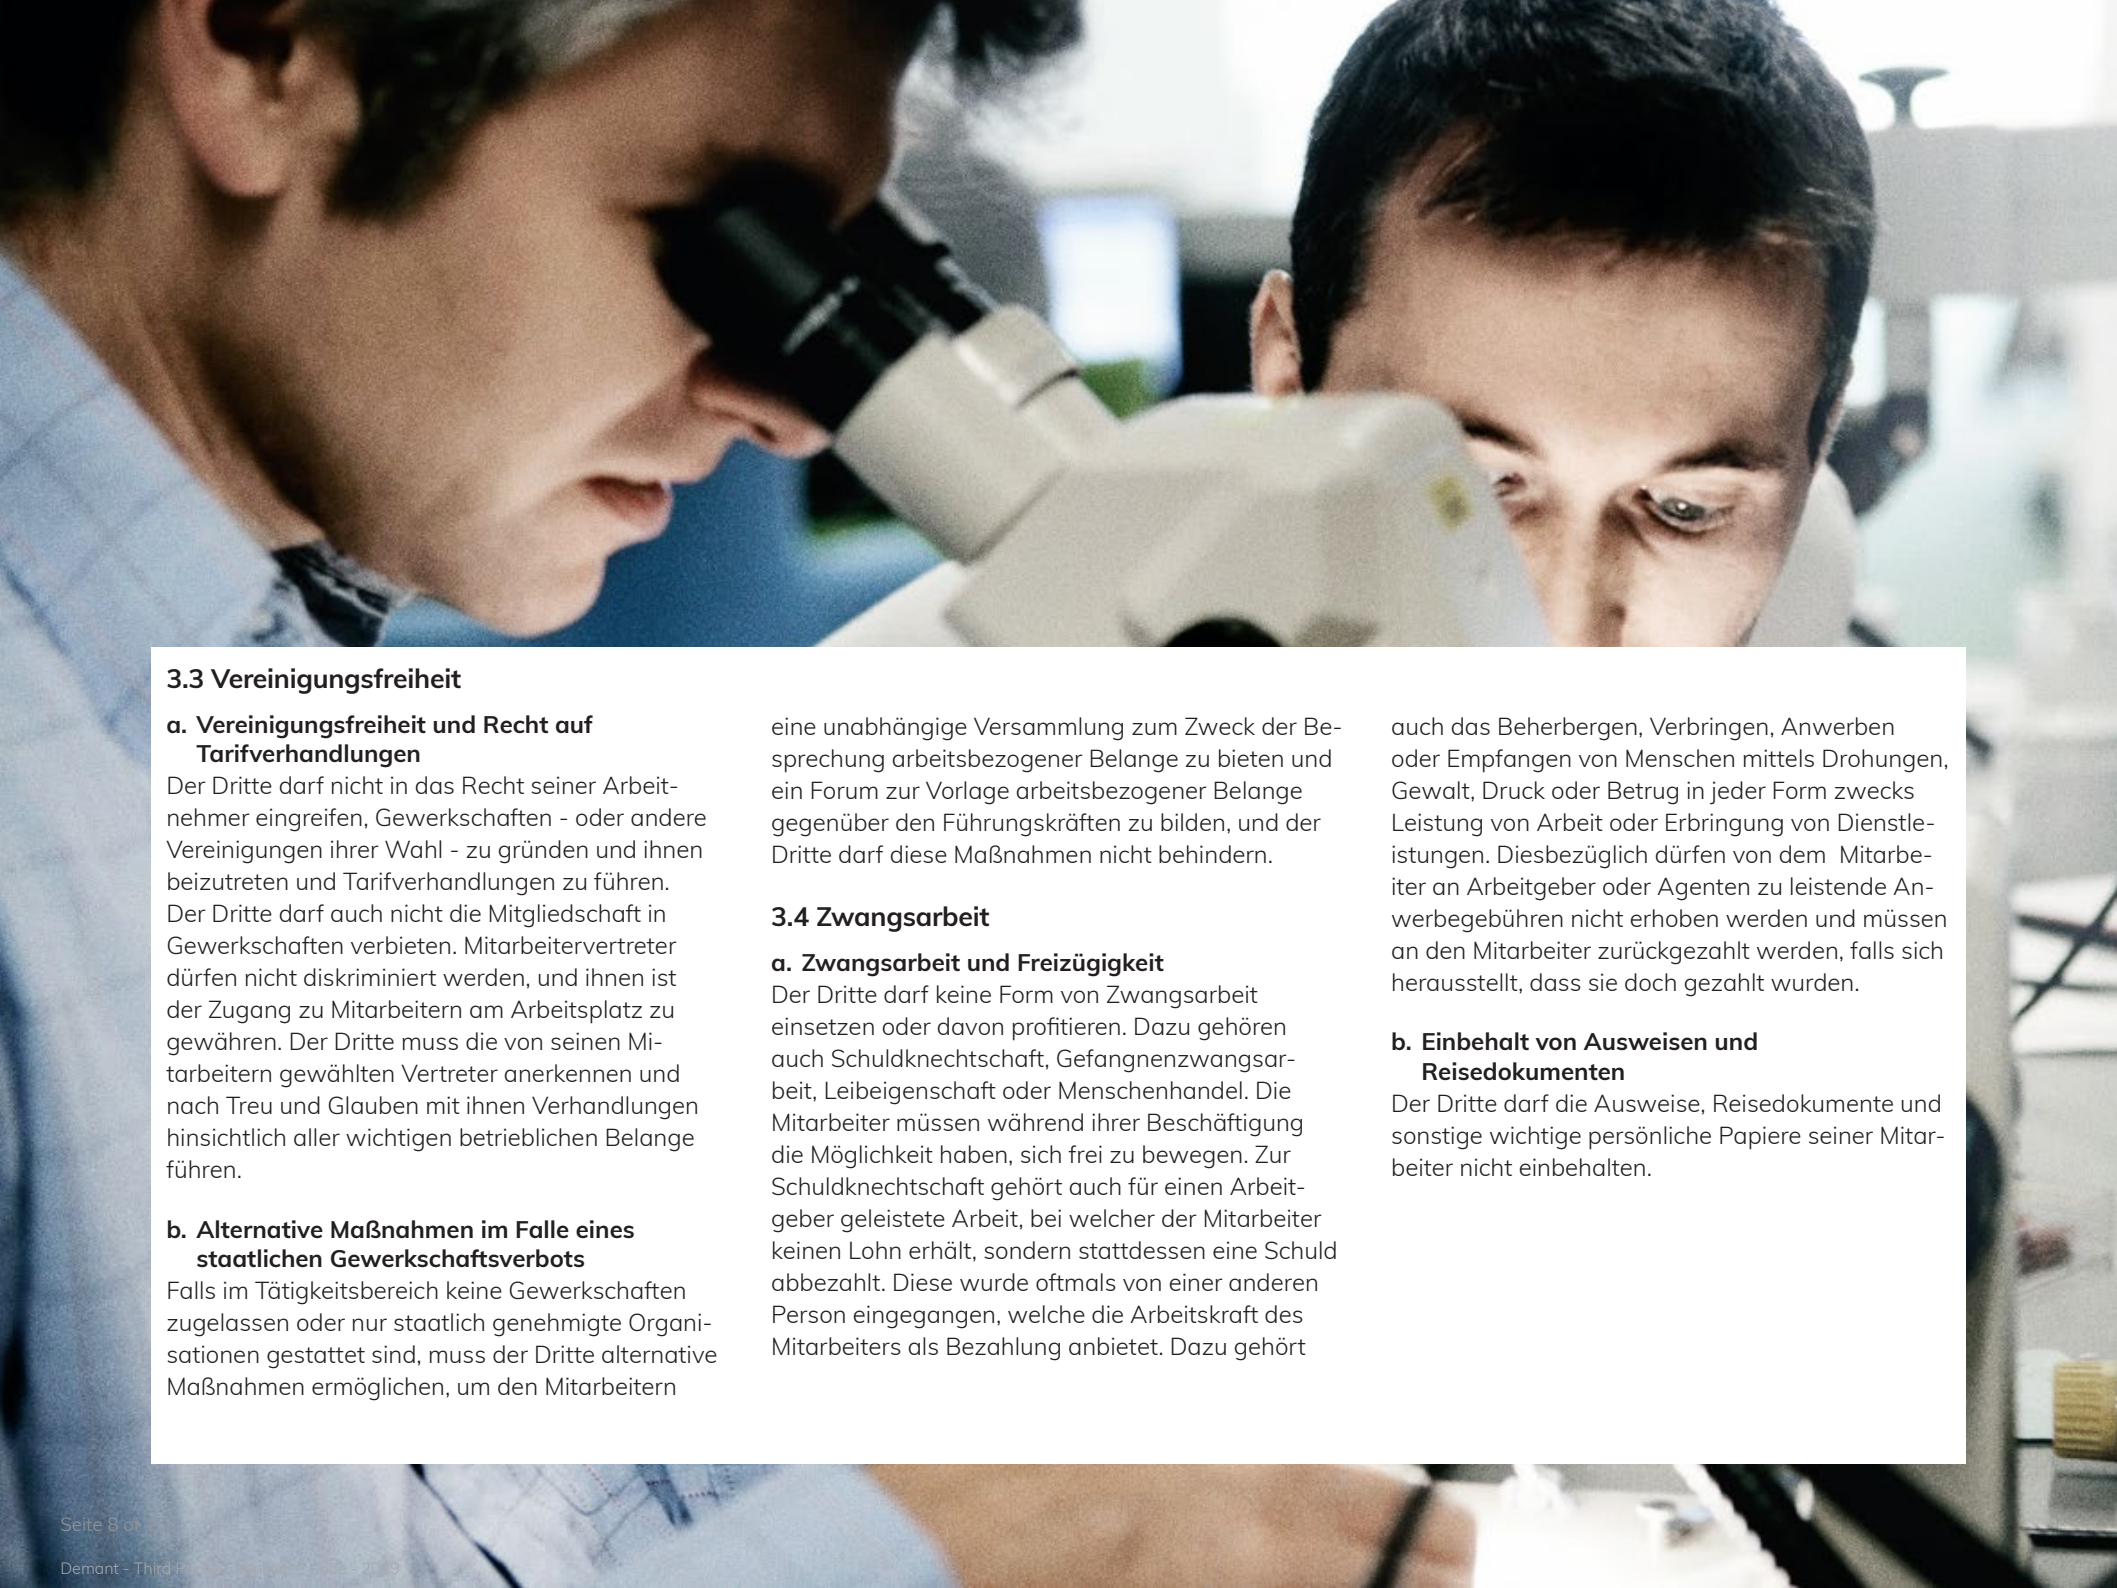 3.3 Vereinigungsfreiheit
a. Vereinigungsfreiheit und Recht auf
Tarifverhandlungen
Der Dritte darf nicht in das Recht seiner Arbeit-
nehmer eingreifen, Gewerkschaften - oder andere
Vereinigungen ihrer Wahl - zu gründen und ihnen
beizutreten und Tarifverhandlungen zu führen.
Der Dritte darf auch nicht die Mitgliedschaft in
Gewerkschaften verbieten. Mitarbeitervertreter
dürfen nicht diskriminiert werden, und ihnen ist
der Zugang zu Mitarbeitern am Arbeitsplatz zu
gewähren. Der Dritte muss die von seinen Mi-
tarbeitern gewählten Vertreter anerkennen und
nach Treu und Glauben mit ihnen Verhandlungen
hinsichtlich aller wichtigen betrieblichen Belange
führen.
b. Alternative Maßnahmen im Falle eines
staatlichen Gewerkschaftsverbots
Falls im Tätigkeitsbereich keine Gewerkschaften
zugelassen oder nur staatlich genehmigte Organi-
sationen gestattet sind, muss der Dritte alternative
Maßnahmen ermöglichen, um den Mitarbeitern
eine unabhängige Versammlung zum Zweck der Be-
sprechung arbeitsbezogener Belange zu bieten und
ein Forum zur Vorlage arbeitsbezogener Belange
gegenüber den Führungskräften zu bilden, und der
Dritte darf diese Maßnahmen nicht behindern.
3.4 Zwangsarbeit
a. Zwangsarbeit und Freizügigkeit
Der Dritte darf keine Form von Zwangsarbeit
einsetzen oder davon profitieren. Dazu gehören
auch Schuldknechtschaft, Gefangnenzwangsar-
beit, Leibeigenschaft oder Menschenhandel. Die
Mitarbeiter müssen während ihrer Beschäftigung
die Möglichkeit haben, sich frei zu bewegen. Zur
Schuldknechtschaft gehört auch für einen Arbeit-
geber geleistete Arbeit, bei welcher der Mitarbeiter
keinen Lohn erhält, sondern stattdessen eine Schuld
abbezahlt. Diese wurde oftmals von einer anderen
Person eingegangen, welche die Arbeitskraft des
Mitarbeiters als Bezahlung anbietet. Dazu gehört
auch das Beherbergen, Verbringen, Anwerben
oder Empfangen von Menschen mittels Drohungen,
Gewalt, Druck oder Betrug in jeder Form zwecks
Leistung von Arbeit oder Erbringung von Dienstle-
istungen. Diesbezüglich dürfen von dem  Mitarbe-
iter an Arbeitgeber oder Agenten zu leistende An-
werbegebühren nicht erhoben werden und müssen
an den Mitarbeiter zurückgezahlt werden, falls sich
herausstellt, dass sie doch gezahlt wurden.
b. Einbehalt von Ausweisen und
Reisedokumenten
Der Dritte darf die Ausweise, Reisedokumente und
sonstige wichtige persönliche Papiere seiner Mitar-
beiter nicht einbehalten.
Seite 8 of
Demant - Third